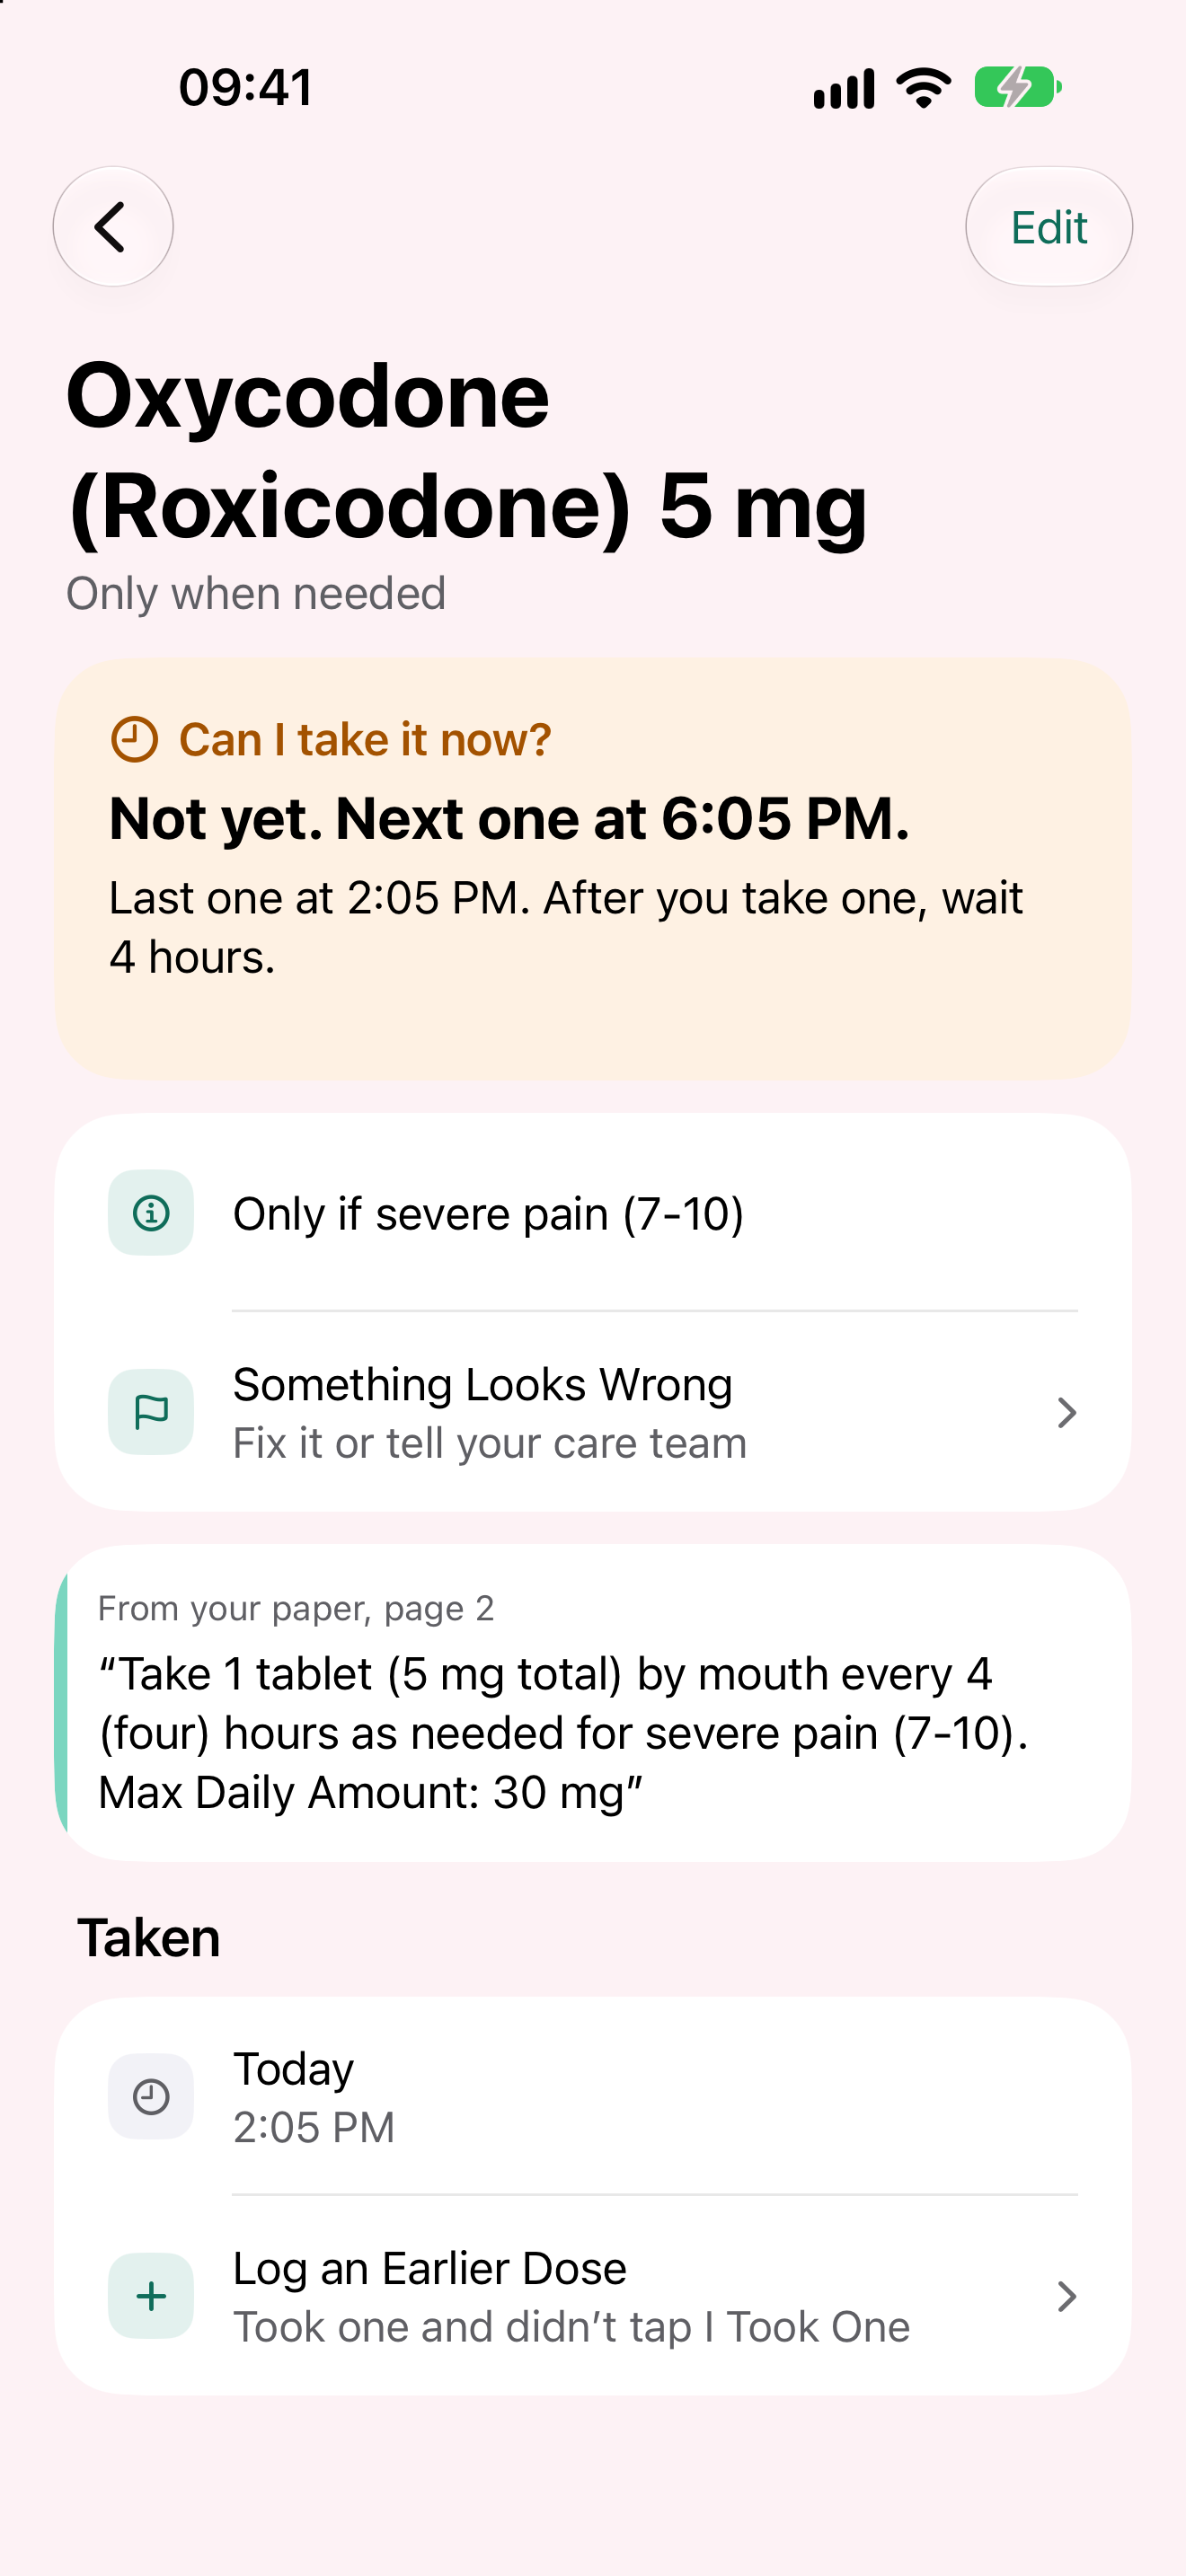 09:41
Edit
Oxycodone
(Roxicodone) 5 mg
Only when needed
Can I take it now?
Not yet. Next one at 6:05 PM.
Last one at 2:05 PM. After you take one, wait
4 hours.
Only if severe pain (7-10)
Something Looks Wrong
Fix it or tell your care team
From your paper, page 2
“Take 1 tablet (5 mg total) by mouth every 4
(four) hours as needed for severe pain (7-10).
Max Daily Amount: 30 mg”
Taken
Today
2:05 PM
Log an Earlier Dose
Took one and didn’t tap I Took One